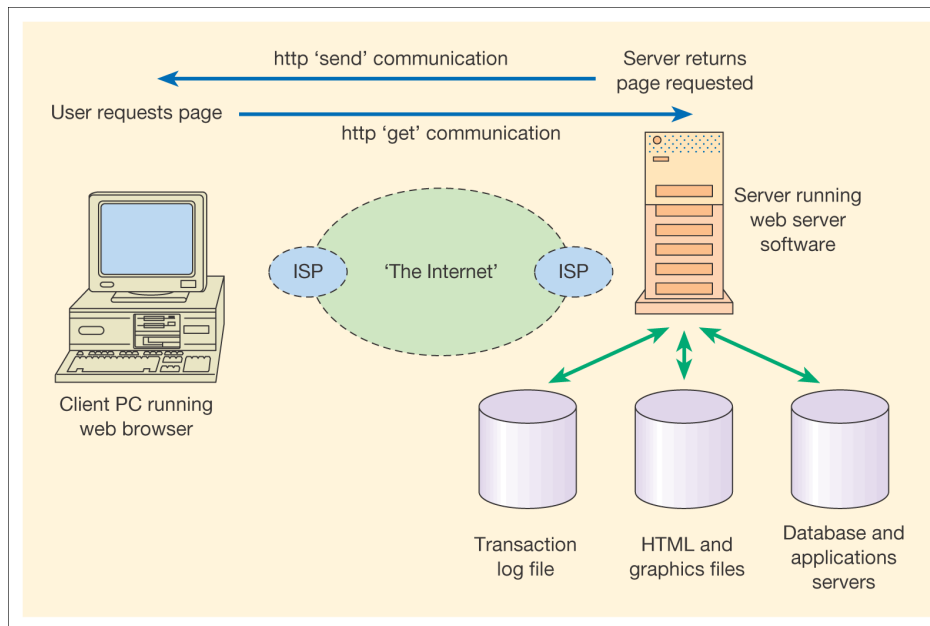 http ‘send’ communication
Server returns
page requested
User requests page
http ‘get’ communication
Server running
web server
software
ISP
‘The Internet’
ISP
Client PC running
web browser
Transaction
log file
HTML and
graphics files
Database and
applications
servers